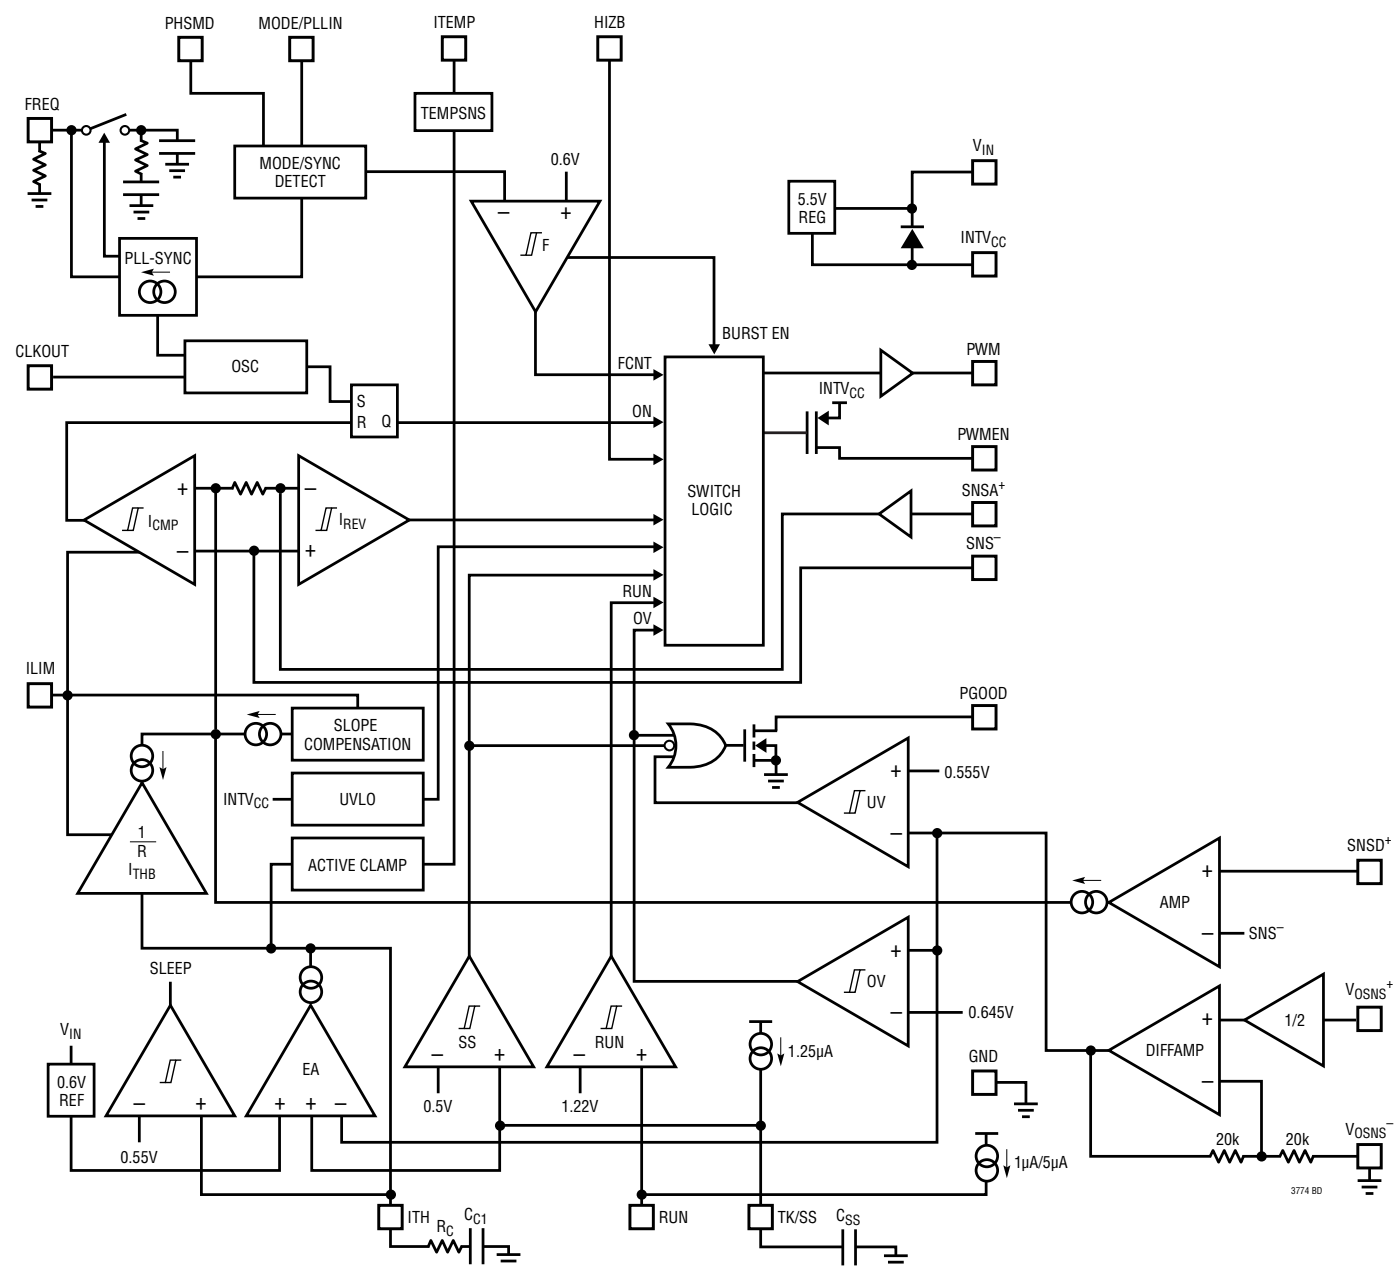 PHSMD
MODE/PLLIN
ITEMP
HIZB
FREQ
TEMPSNS
MODE/SYNC
DETECT
0.6V
–
+
F
VIN
5.5V
REG
INTVCC
PLL-SYNC
BURST EN
CLKOUT
OSC
FCNT
PWM
S
R
Q
ON
INTVCC
PWMEN
+
ICMP
–
–
IREV
+
SWITCH
LOGIC
SNSA+
SNS–
RUN
OV
ILIM
SLOPE
COMPENSATION
PGOOD
INTVCC
UVLO
+
0.555V
UV
–
1
R
ITHB
ACTIVE CLAMP
SNSD+
+
AMP
–
SNS–
SLEEP
+
OV
–
0.645V
VOSNS+
1/2
+
DIFFAMP
–
VIN
0.6V
REF
–
+
0.55V
EA
+
+
–
SS
–
+
0.5V
RUN
–
+
1.22V
1.25µA
GND
20k
20k
VOSNS–
1µA/5µA
3774 BD
ITH
RC
CC1
RUN
TK/SS
CSS